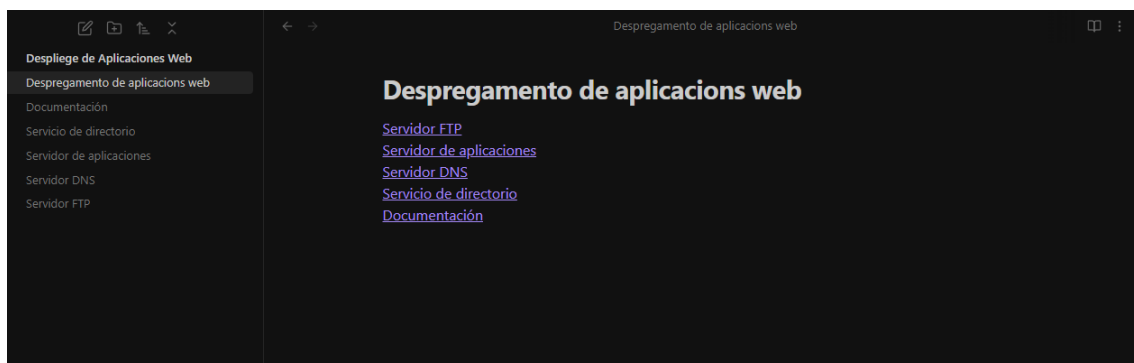 Despliege de Aplicaciones Web
Despregamento de aplicacions web
Documentación
Servicio de directorio
Servidor de aplicaciones
Servidor DNS
Servidor FTP
Despregamento de aplicacions web
Despregamento de aplicacions web
Servidor FTP
Servidor de aplicaciones
Servidor DNS
Servicio de directorio
Documentación